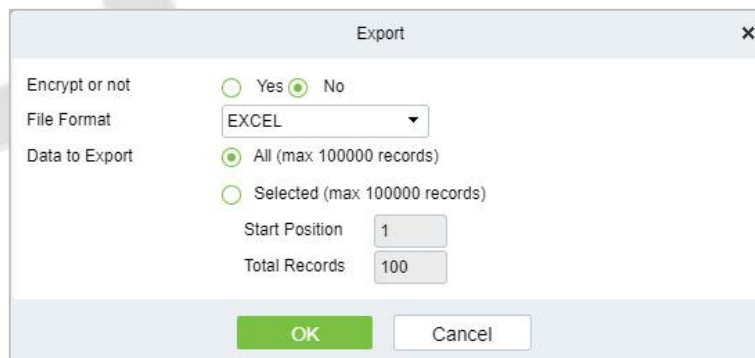 Export
Encrypt or not Yes No
File Format EXCEL
Data to Export All (max 100000 records)
Selected (max 100000 records)
Start Position 1
Total Records 100
OK Cancel